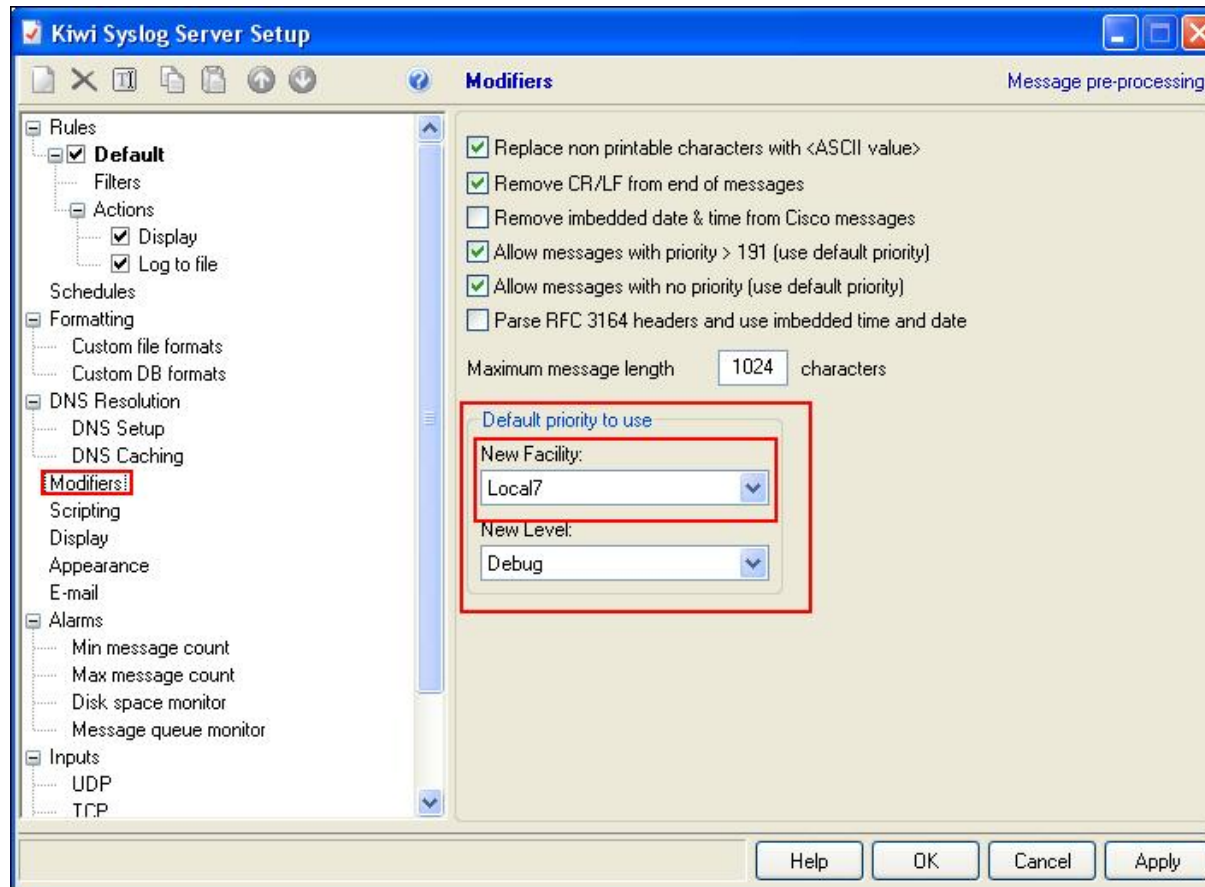 Kiwi Syslog Server Setup
Modifiers
Message pre-processing
Rules
Default
Filters
Actions
Display
Log to file
Schedules
Formatting
Custom file formats
Custom DB formats
DNS Resolution
DNS Setup
DNS Caching
Modifiers
Scripting
Display
Appearance
E-mail
Alarms
Min message count
Max message count
Disk space monitor
Message queue monitor
Inputs
UDP
TCP
Replace non printable characters with <ASCII value>
Remove CR/LF from end of messages
Remove imbedded date & time from Cisco messages
Allow messages with priority > 191 (use default priority)
Allow messages with no priority (use default priority)
Parse RFC 3164 headers and use imbedded time and date
Maximum message length 1024 characters
Default priority to use
New Facility:
Local7
New Level:
Debug
Help OK Cancel Apply